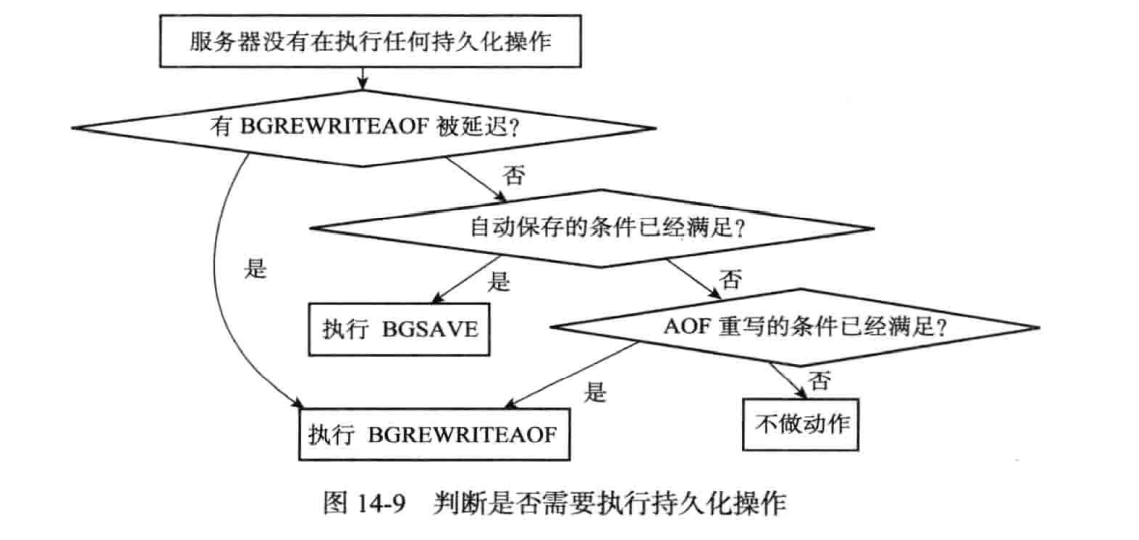 服务器没有在执行任何持久化操作
有 BGREWRITEAOF 被延迟?
否
自动保存的条件已经满足?
是
是
否
执行 BGSAVE
AOF 重写的条件已经满足?
是
否
执行 BGREWRITEAOF
不做动作
图 14-9 判断是否需要执行持久化操作